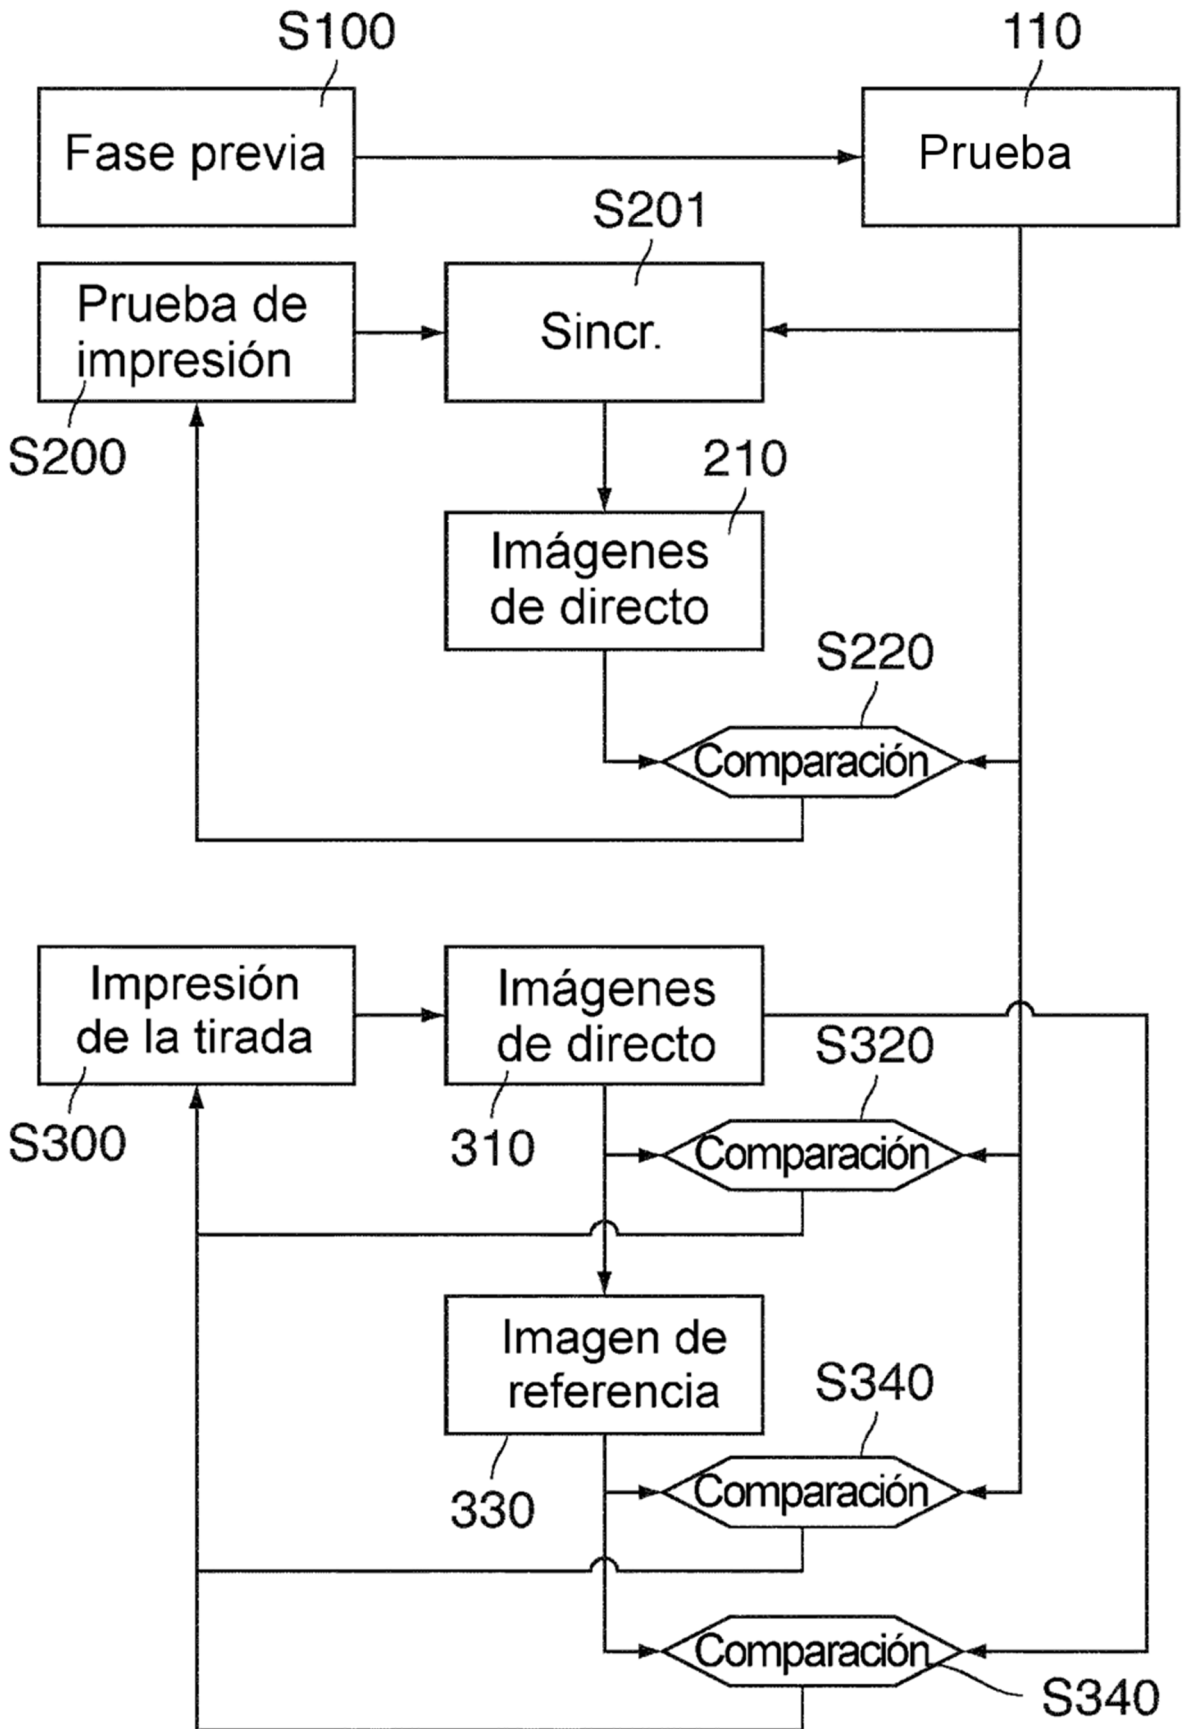 S100
110
Fase previa
Prueba
S201
Prueba de
impresión
Sincr.
S200
210
Imágenes
de directo
S220
Comparación
Impresión
de la tirada
Imágenes
de directo
S320
S300
310
Comparación
Imagen de
referencia
S340
330
Comparación
Comparación
S340